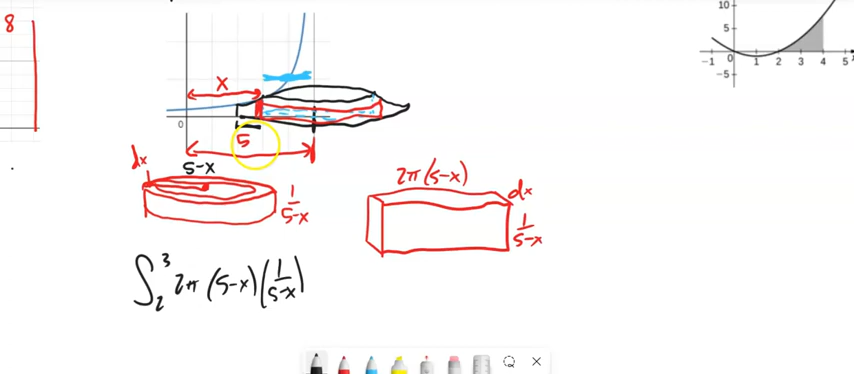 8
x
0
5
dx
5-x
1/(5-x)
2π(5-x)
dx
1/(5-x)
∫₂³ 2π (5-x)(1/(5-x))
10
5
-1 0 1 2 3 4 5
-5